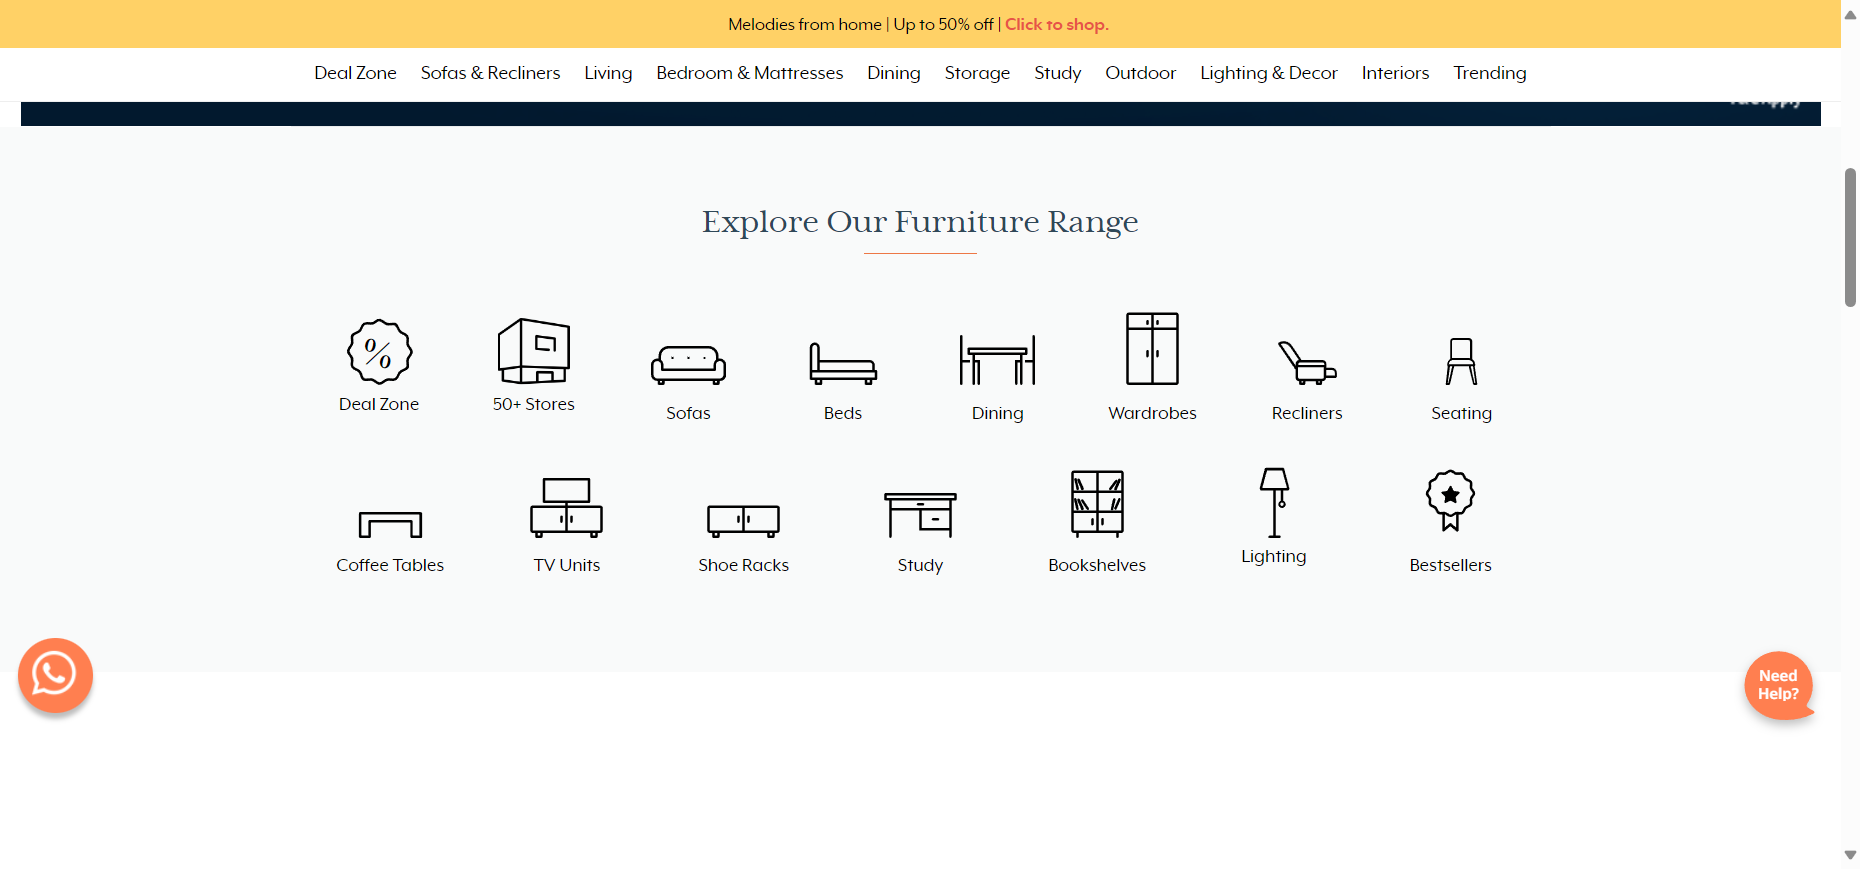 Melodies from home | Up to 50% off | Click to shop.
Deal Zone Sofas & Recliners Living Bedroom & Mattresses Dining Storage Study Outdoor Lighting & Decor Interiors Trending
Explore Our Furniture Range
Deal Zone 50+ Stores Sofas Beds Dining Wardrobes Recliners Seating
Coffee Tables TV Units Shoe Racks Study Bookshelves Lighting Bestsellers
Need
Help?